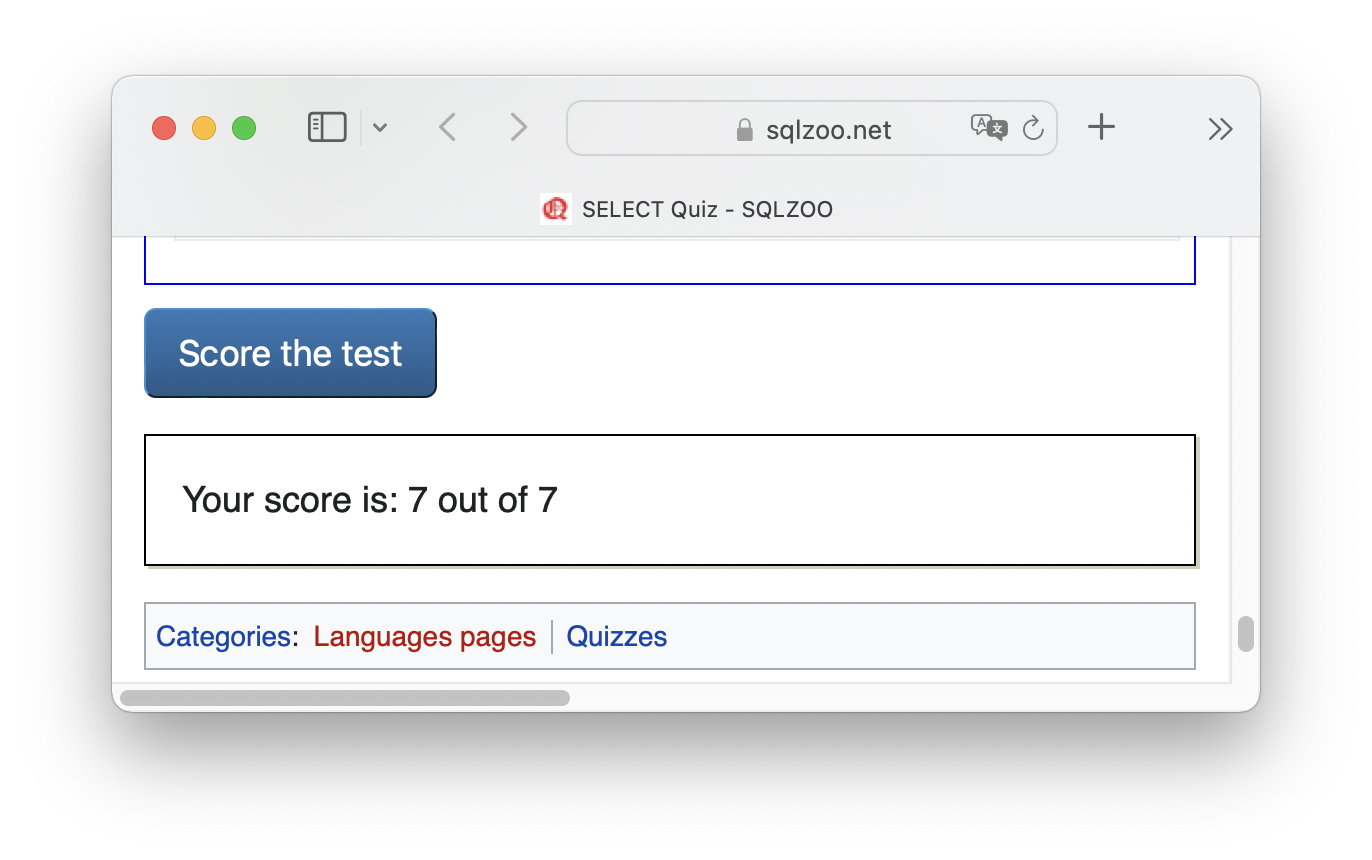 sqlzoo.net
SELECT Quiz - SQLZOO
Score the test
Your score is: 7 out of 7
Categories: Languages pages | Quizzes